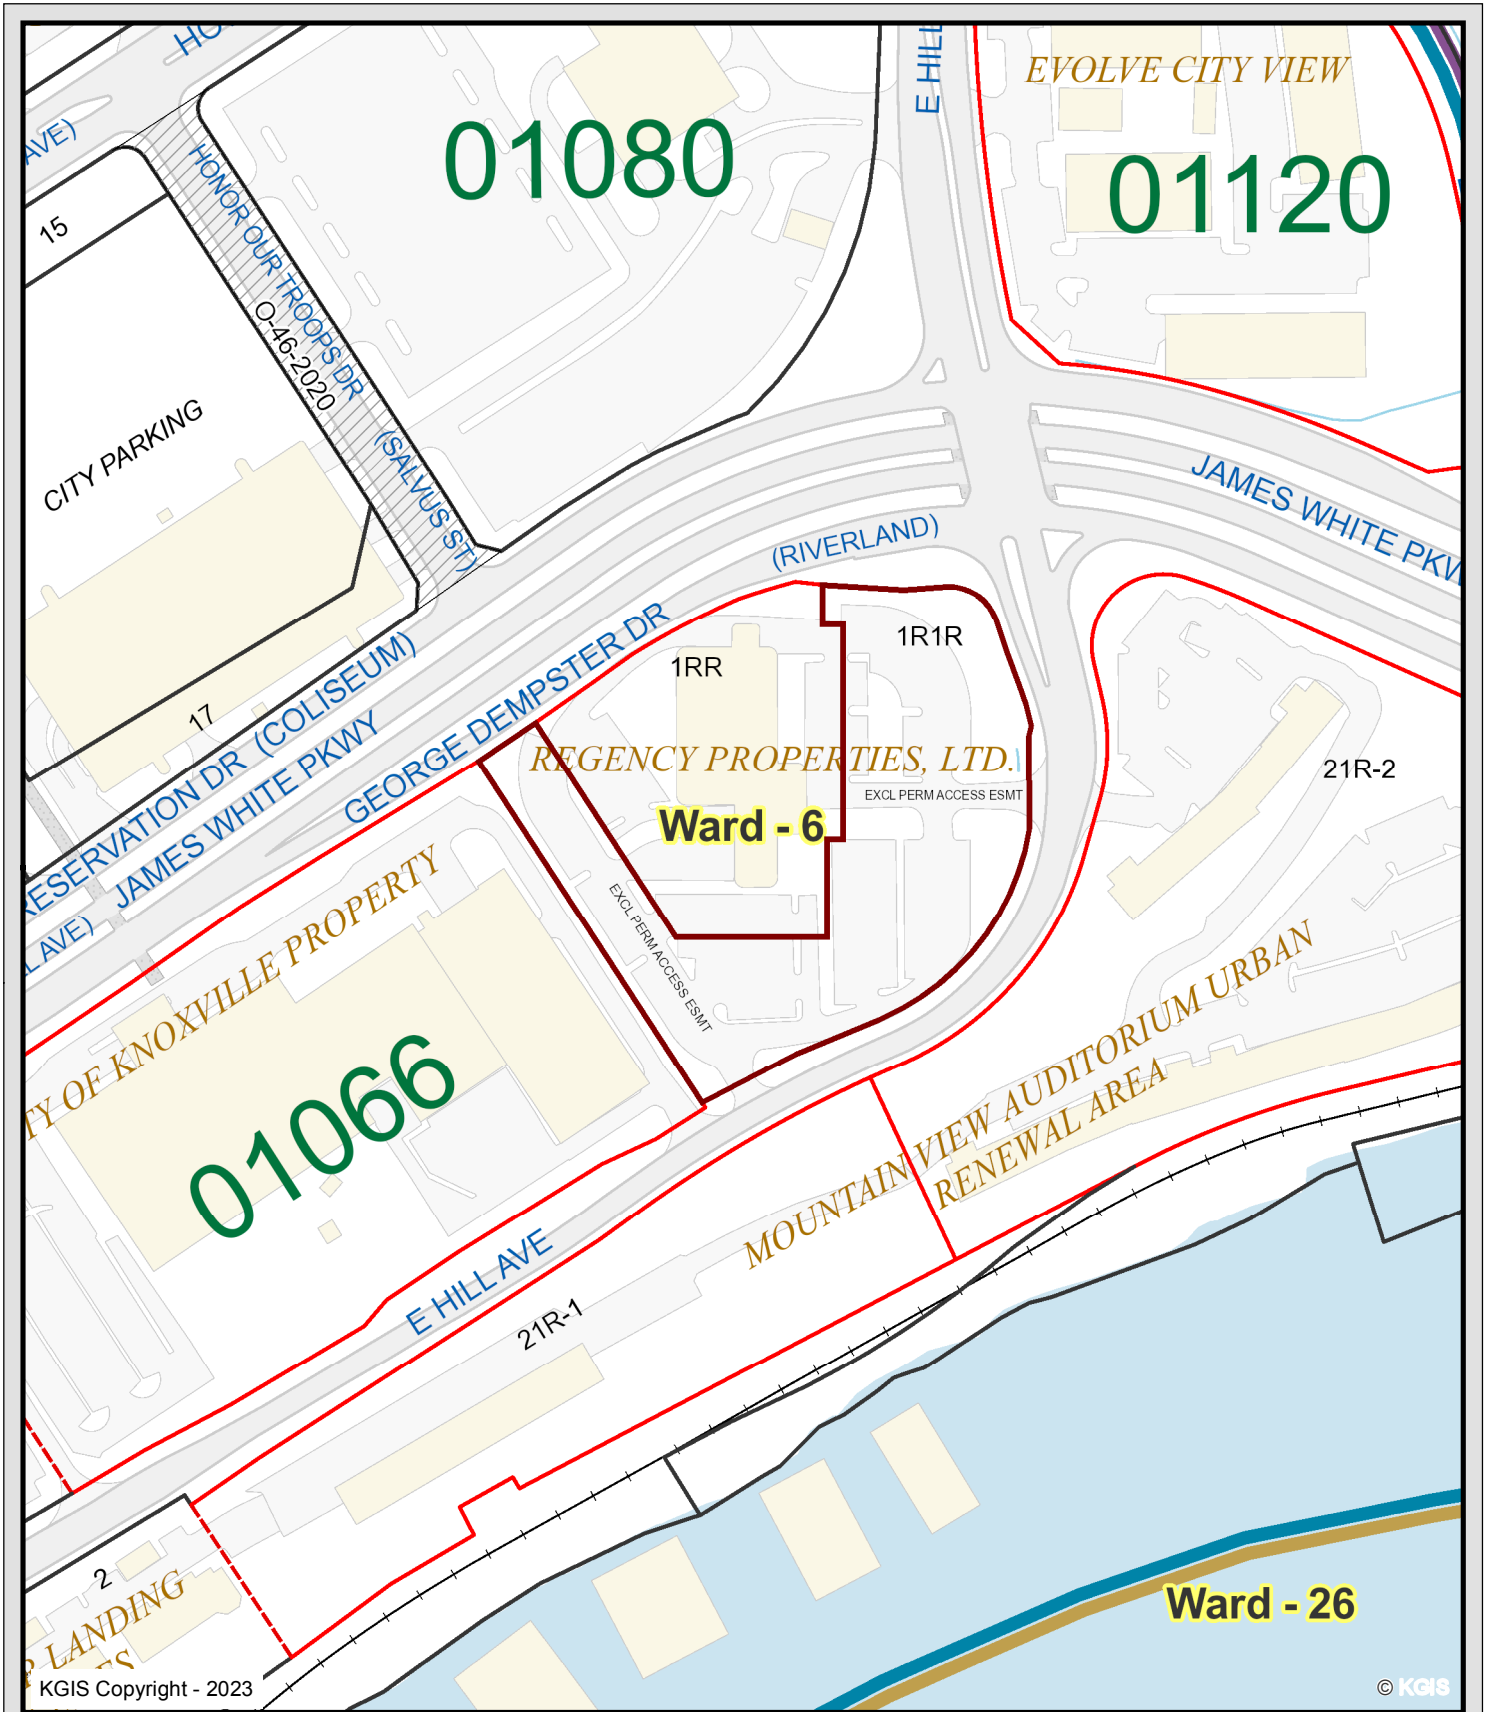 HO
E HILL
EVOLVE CITY VIEW
01080
01120
AVE)
15
HONOR OUR TROOPS DR
O-46-2020
(SALVUS ST)
CITY PARKING
JAMES WHITE PKW
(RIVERLAND)
1R1R
1RR
17
RESERVATION DR (COLISEUM)
GEORGE DEMPSTER DR
JAMES WHITE PKWY
REGENCY PROPERTIES, LTD.
EXCL PERM ACCESS ESMT
21R-2
Ward - 6
EXCL PERM ACCESS ESMT
AVE)
TY OF KNOXVILLE PROPERTY
01066
MOUNTAIN VIEW AUDITORIUM URBAN
RENEWAL AREA
E HILL AVE
21R-1
2
LANDING
ES
Ward - 26
KGIS Copyright - 2023
© KGIS